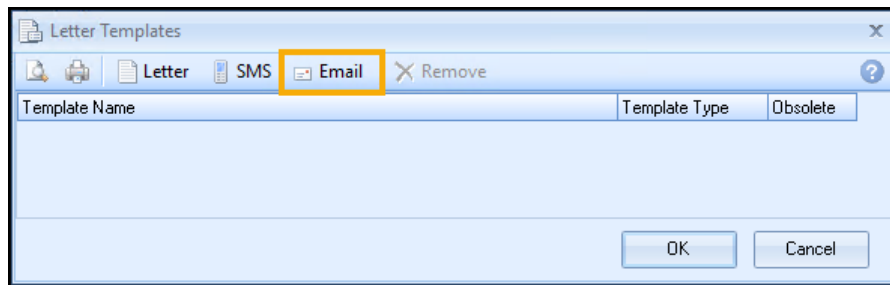 Letter Templates
Letter SMS Email Remove
Template Name Template Type Obsolete
OK Cancel